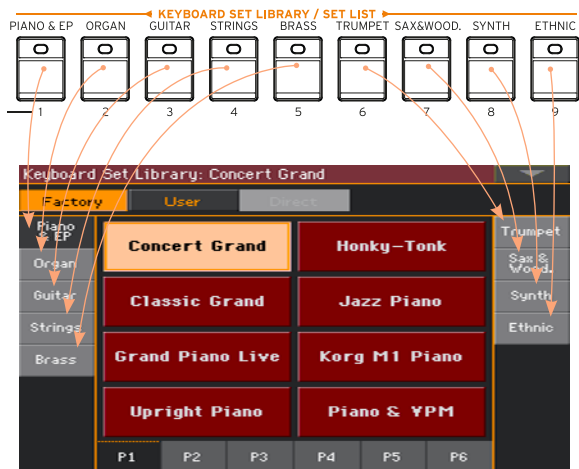 KEYBOARD SET LIBRARY / SET LIST
PIANO & EP ORGAN GUITAR STRINGS BRASS TRUMPET SAX&WOOD. SYNTH ETHNIC
1 2 3 4 5 6 7 8 9
Keyboard Set Library: Concert Grand
Factory User Direct
Piano & EP
Organ
Guitar
Strings
Brass
Concert Grand Honky-Tonk
Classic Grand Jazz Piano
Grand Piano Live Korg M1 Piano
Upright Piano Piano & ¥PM
Trumpet
Sax & Wood.
Synth
Ethnic
P1 P2 P3 P4 P5 P6